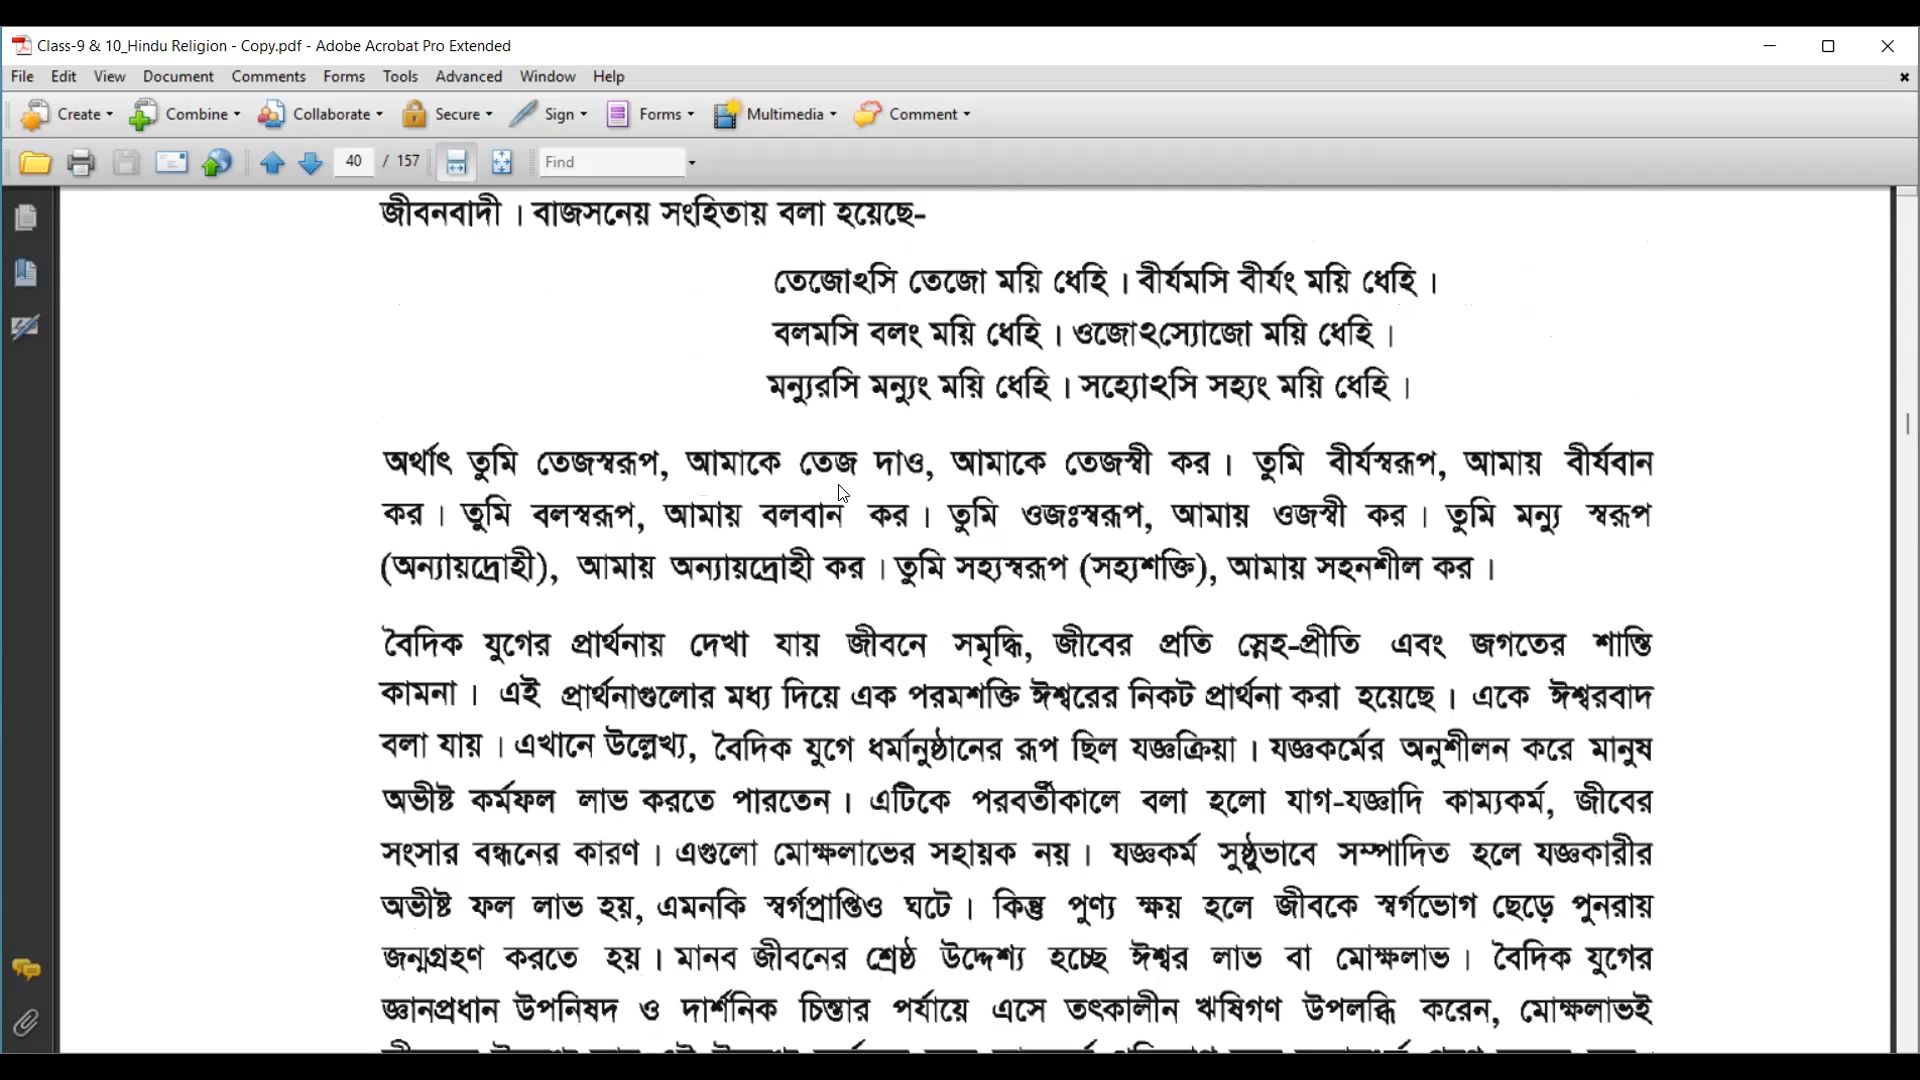 Class-9 & 10_Hindu Religion - Copy.pdf - Adobe Acrobat Pro Extended
File Edit View Document Comments Forms Tools Advanced Window Help
Create Combine Collaborate Secure Sign Forms Multimedia Comment
40 / 157 Find
জীবনবাদী । বাজসনেয় সংহিতায় বলা হয়েছে-
তেজোঽসি তেজো ময়ি ধেহি । বীর্যমসি বীর্যং ময়ি ধেহি ।
বলমসি বলং ময়ি ধেহি । ওজোঽস্যোজো ময়ি ধেহি ।
মন্যুরসি মন্যুং ময়ি ধেহি । সহ্যোঽসি সহ্যং ময়ি ধেহি ।
অর্থাৎ তুমি তেজস্বরূপ, আমাকে তেজ দাও, আমাকে তেজস্বী কর । তুমি বীর্যস্বরূপ, আমায় বীর্যবান
কর । তুমি বলস্বরূপ, আমায় বলবান কর । তুমি ওজঃস্বরূপ, আমায় ওজস্বী কর । তুমি মন্যু স্বরূপ
(অন্যায়দ্রোহী), আমায় অন্যায়দ্রোহী কর । তুমি সহ্যস্বরূপ (সহ্যশক্তি), আমায় সহনশীল কর ।
বৈদিক যুগের প্রার্থনায় দেখা যায় জীবনে সমৃদ্ধি, জীবের প্রতি স্নেহ-প্রীতি এবং জগতের শান্তি
কামনা । এই প্রার্থনাগুলোর মধ্য দিয়ে এক পরমশক্তি ঈশ্বরের নিকট প্রার্থনা করা হয়েছে । একে ঈশ্বরবাদ
বলা যায় । এখানে উল্লেখ্য, বৈদিক যুগে ধর্মানুষ্ঠানের রূপ ছিল যজ্ঞক্রিয়া । যজ্ঞকর্মের অনুশীলন করে মানুষ
অভীষ্ট কর্মফল লাভ করতে পারতেন । এটিকে পরবর্তীকালে বলা হলো যাগ-যজ্ঞাদি কাম্যকর্ম, জীবের
সংসার বন্ধনের কারণ । এগুলো মোক্ষলাভের সহায়ক নয় । যজ্ঞকর্ম সুষ্ঠুভাবে সম্পাদিত হলে যজ্ঞকারীর
অভীষ্ট ফল লাভ হয়, এমনকি স্বর্গপ্রাপ্তিও ঘটে । কিন্তু পুণ্য ক্ষয় হলে জীবকে স্বর্গভোগ ছেড়ে পুনরায়
জন্মগ্রহণ করতে হয় । মানব জীবনের শ্রেষ্ঠ উদ্দেশ্য হচ্ছে ঈশ্বর লাভ বা মোক্ষলাভ । বৈদিক যুগের
জ্ঞানপ্রধান উপনিষদ ও দার্শনিক চিন্তার পর্যায়ে এসে তৎকালীন ঋষিগণ উপলব্ধি করেন, মোক্ষলাভই